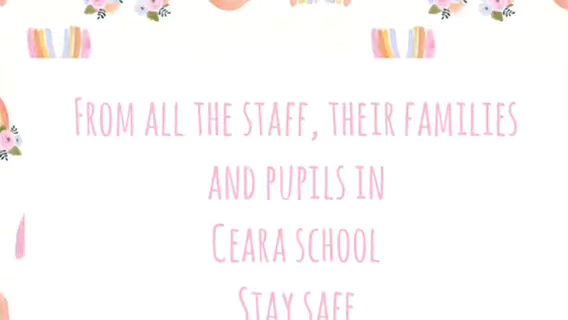 From all the staff, their families
and pupils in
Ceara school
Stay safe